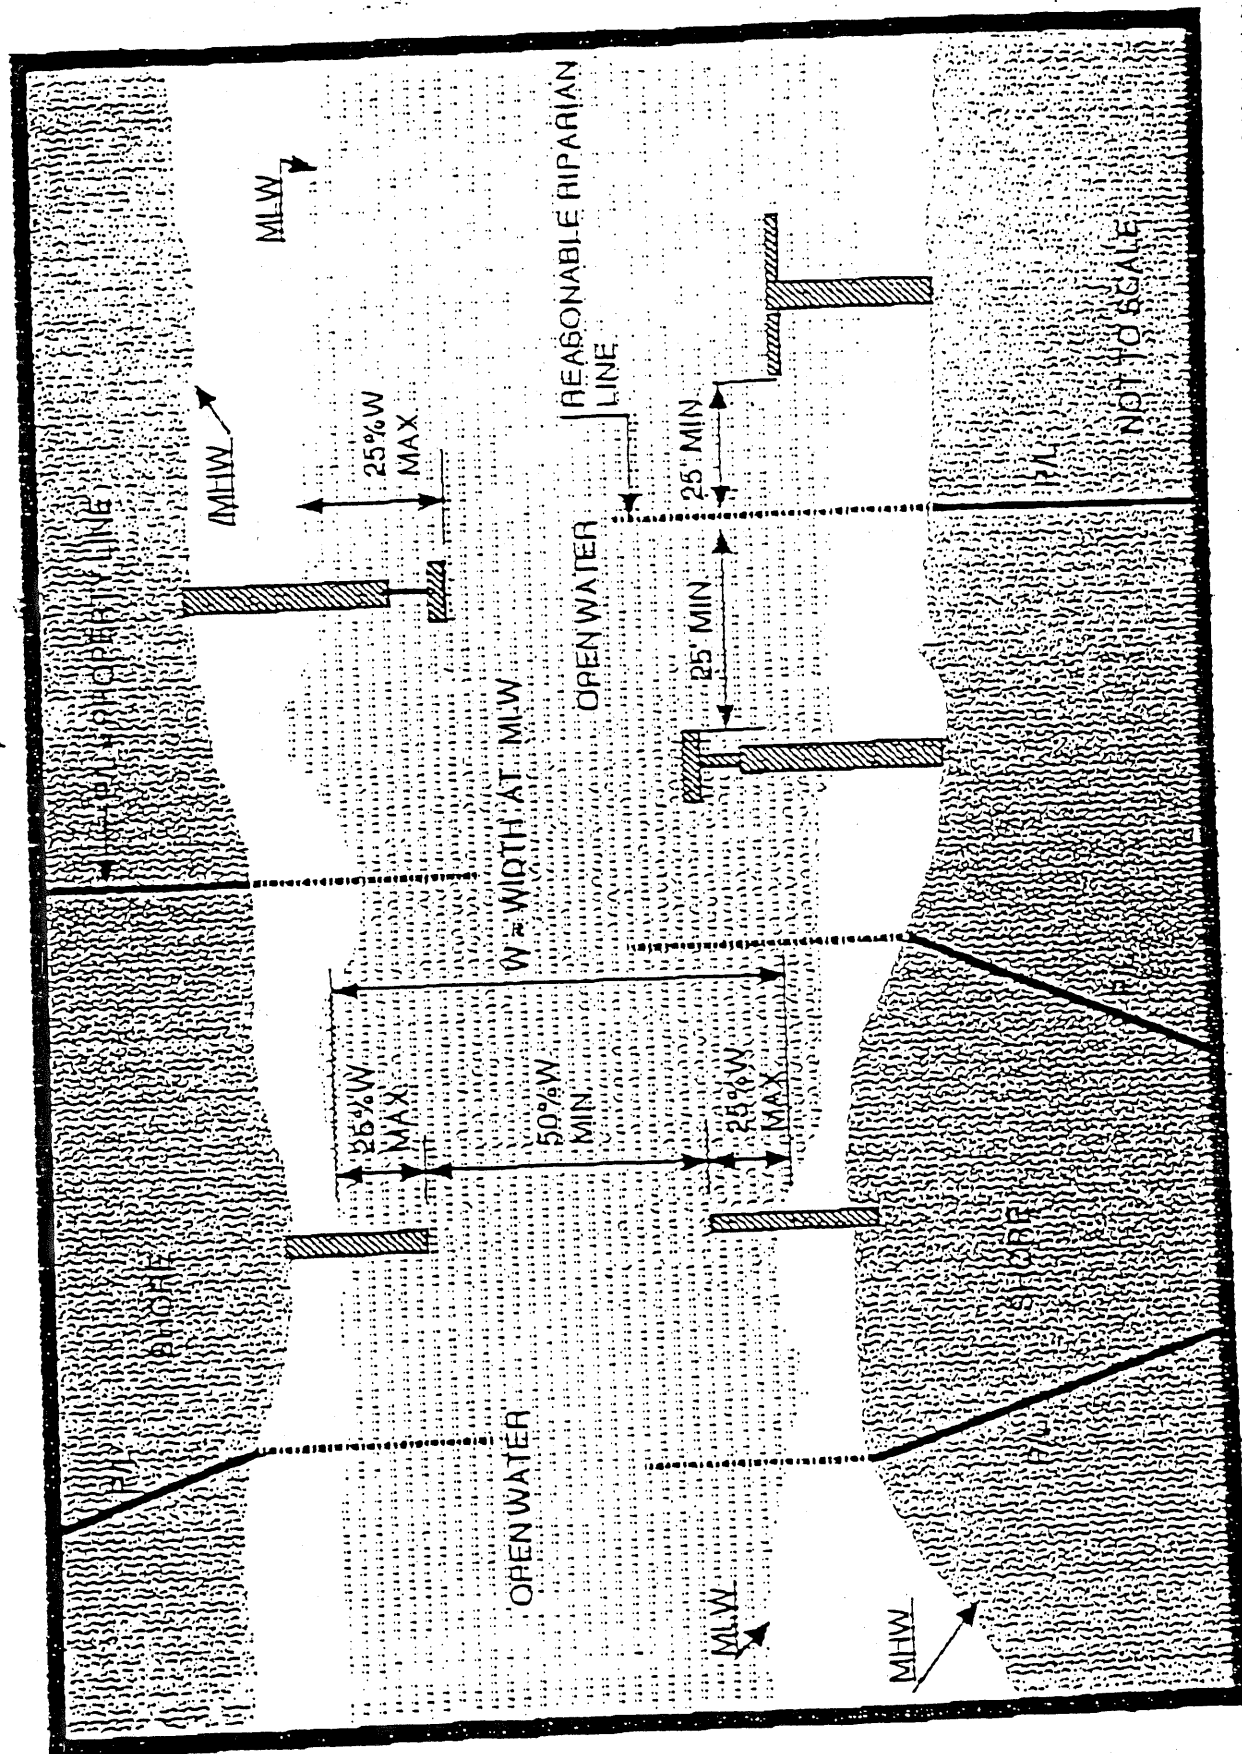 P/L (PROPERTY LINE)
MHW
MLW
25%W
MAX
REASONABLE RIPARIAN
LINE
OPEN WATER
W = WIDTH AT MLW
25' MIN
25' MIN
25%W
MAX
50%W
MIN
25%W
MAX
SHORE
P/L
OPEN WATER
MLW
MHW
SHORE
P/L
P/L
NOT TO SCALE